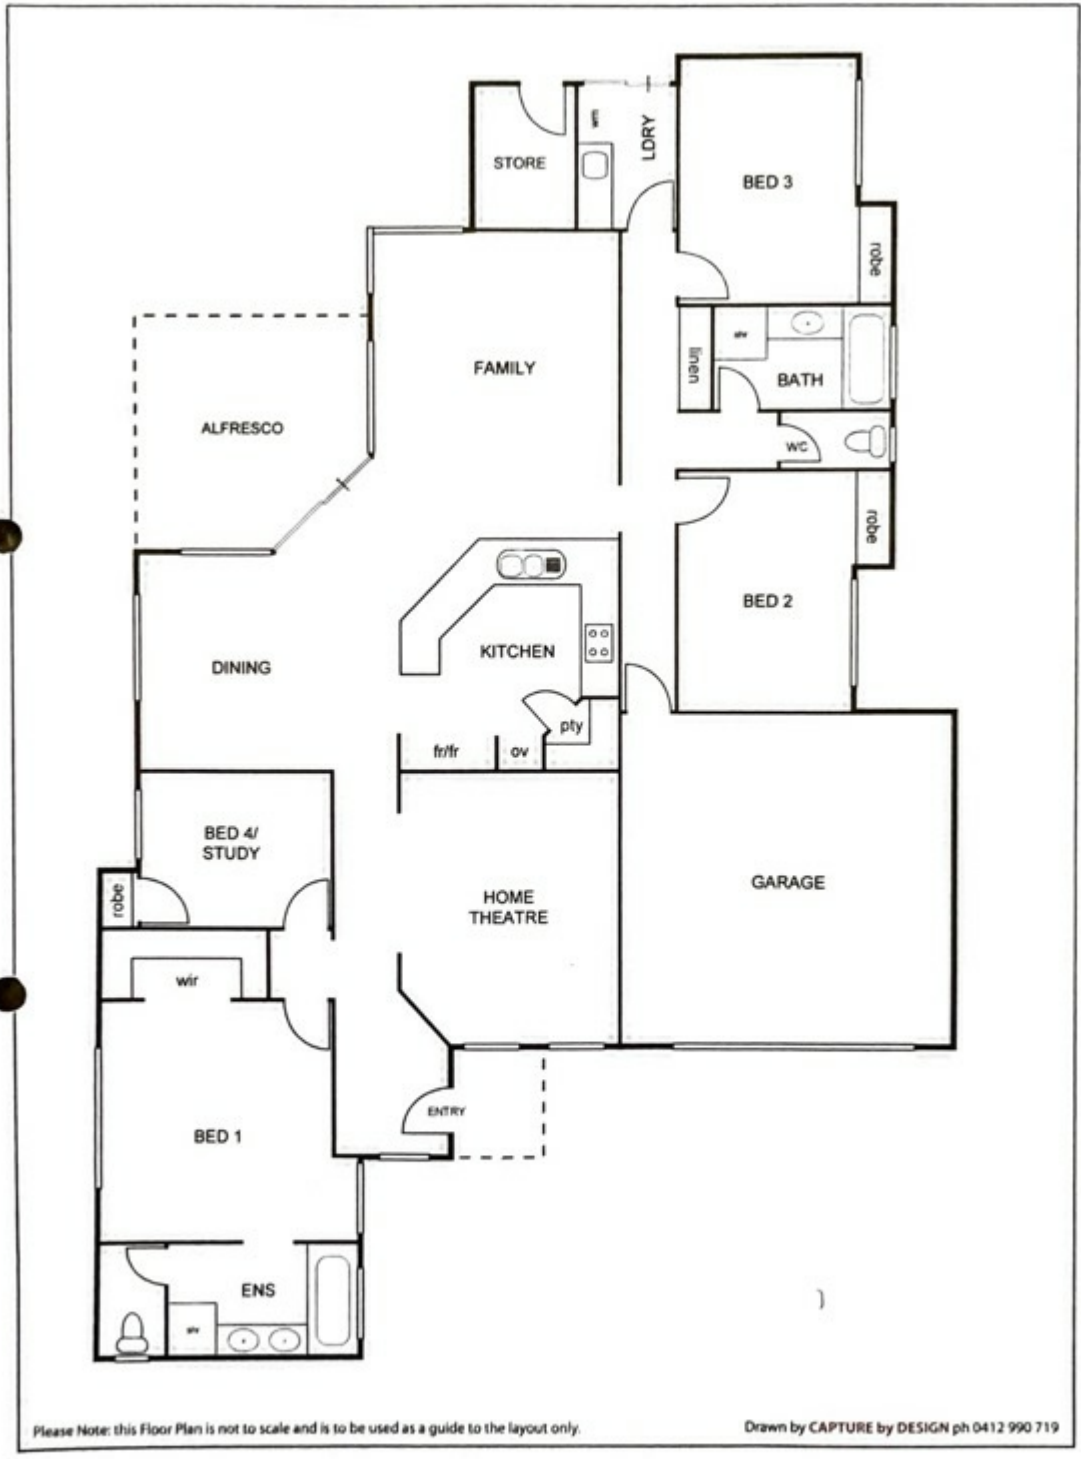 STORE
wm
LDRY
BED 3
robe
FAMILY
linen
shr
BATH
ALFRESCO
WC
robe
BED 2
KITCHEN
DINING
pty
fr/fr
ov
BED 4/
STUDY
GARAGE
robe
HOME
THEATRE
wir
ENTRY
BED 1
ENS
shr
Please Note: this Floor Plan is not to scale and is to be used as a guide to the layout only.
Drawn by CAPTURE by DESIGN ph 0412 990 719